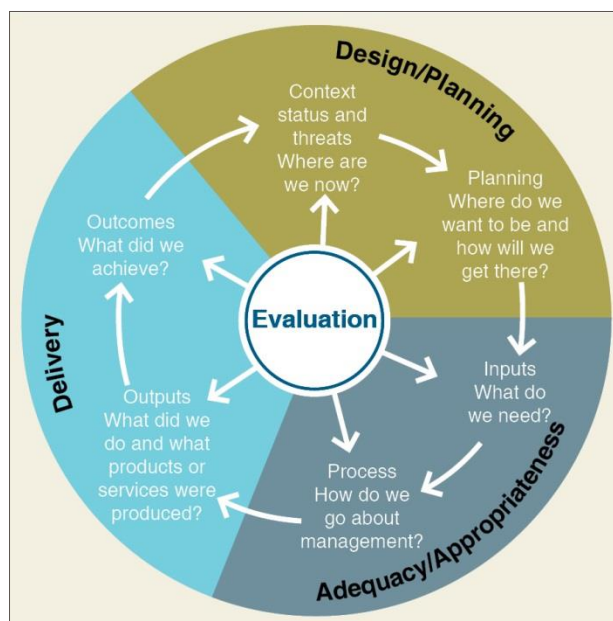 Design/Planning
Context
status and
threats
Where are
we now?
Planning
Where do we
want to be and
how will we
get there?
Inputs
What do
we need?
Adequacy/Appropriateness
Process
How do we
go about
management?
Outputs
What did we
do and what
products or
services were
produced?
Delivery
Outcomes
What did we
achieve?
Evaluation